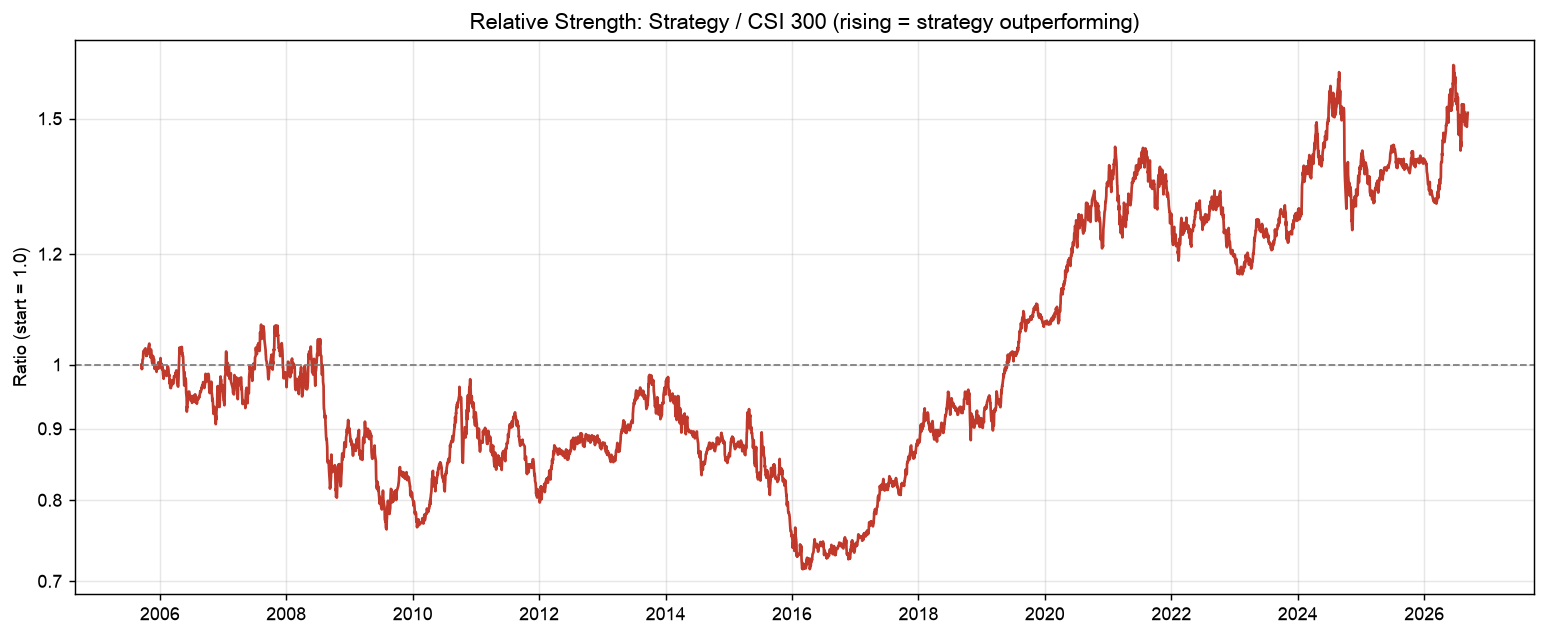 Relative Strength: Strategy / CSI 300 (rising = strategy outperforming)
Ratio (start = 1.0)
1.5
1.2
1
0.9
0.8
0.7
2006 2008 2010 2012 2014 2016 2018 2020 2022 2024 2026